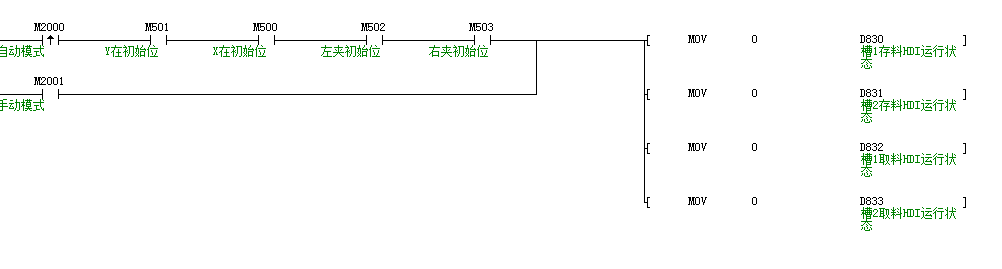 M2000 M501 M500 M502 M503
[ MOV 0 D830 ]
自动模式 Y在初始位 X在初始位 左夹初始位 右夹初始位 槽1存料HDI运行状
态
M2001
[ MOV 0 D831 ]
手动模式 槽2存料HDI运行状
态
[ MOV 0 D832 ]
槽1取料HDI运行状
态
[ MOV 0 D833 ]
槽2取料HDI运行状
态